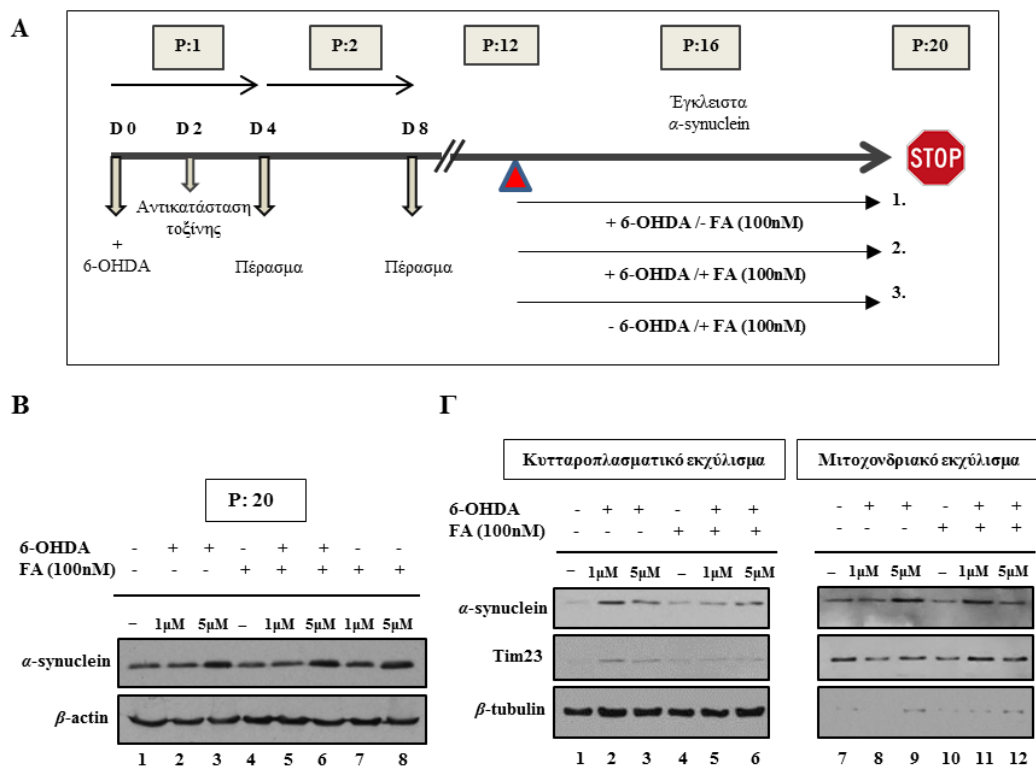 Α
P:1 P:2 P:12 P:16 P:20
Έγκλειστα
α-synuclein
D 0 D 2 D 4 D 8
STOP
Αντικατάσταση
τοξίνης
+
6-OHDA
Πέρασμα Πέρασμα
1.
+ 6-OHDA /- FA (100nM)
2.
+ 6-OHDA /+ FA (100nM)
3.
- 6-OHDA /+ FA (100nM)
Β
P: 20
6-OHDA - + + - + + - -
FA (100nM) - - - + + + + +
– 1μM 5μM – 1μM 5μM 1μM 5μM
α-synuclein
β-actin
1 2 3 4 5 6 7 8
Γ
Κυτταροπλασματικό εκχύλισμα Μιτοχονδριακό εκχύλισμα
6-OHDA - + + - + + - + + - + +
FA (100nM) - - - + + + - - - + + +
– 1μM 5μM – 1μM 5μM – 1μM 5μM – 1μM 5μM
α-synuclein
Tim23
β-tubulin
1 2 3 4 5 6 7 8 9 10 11 12